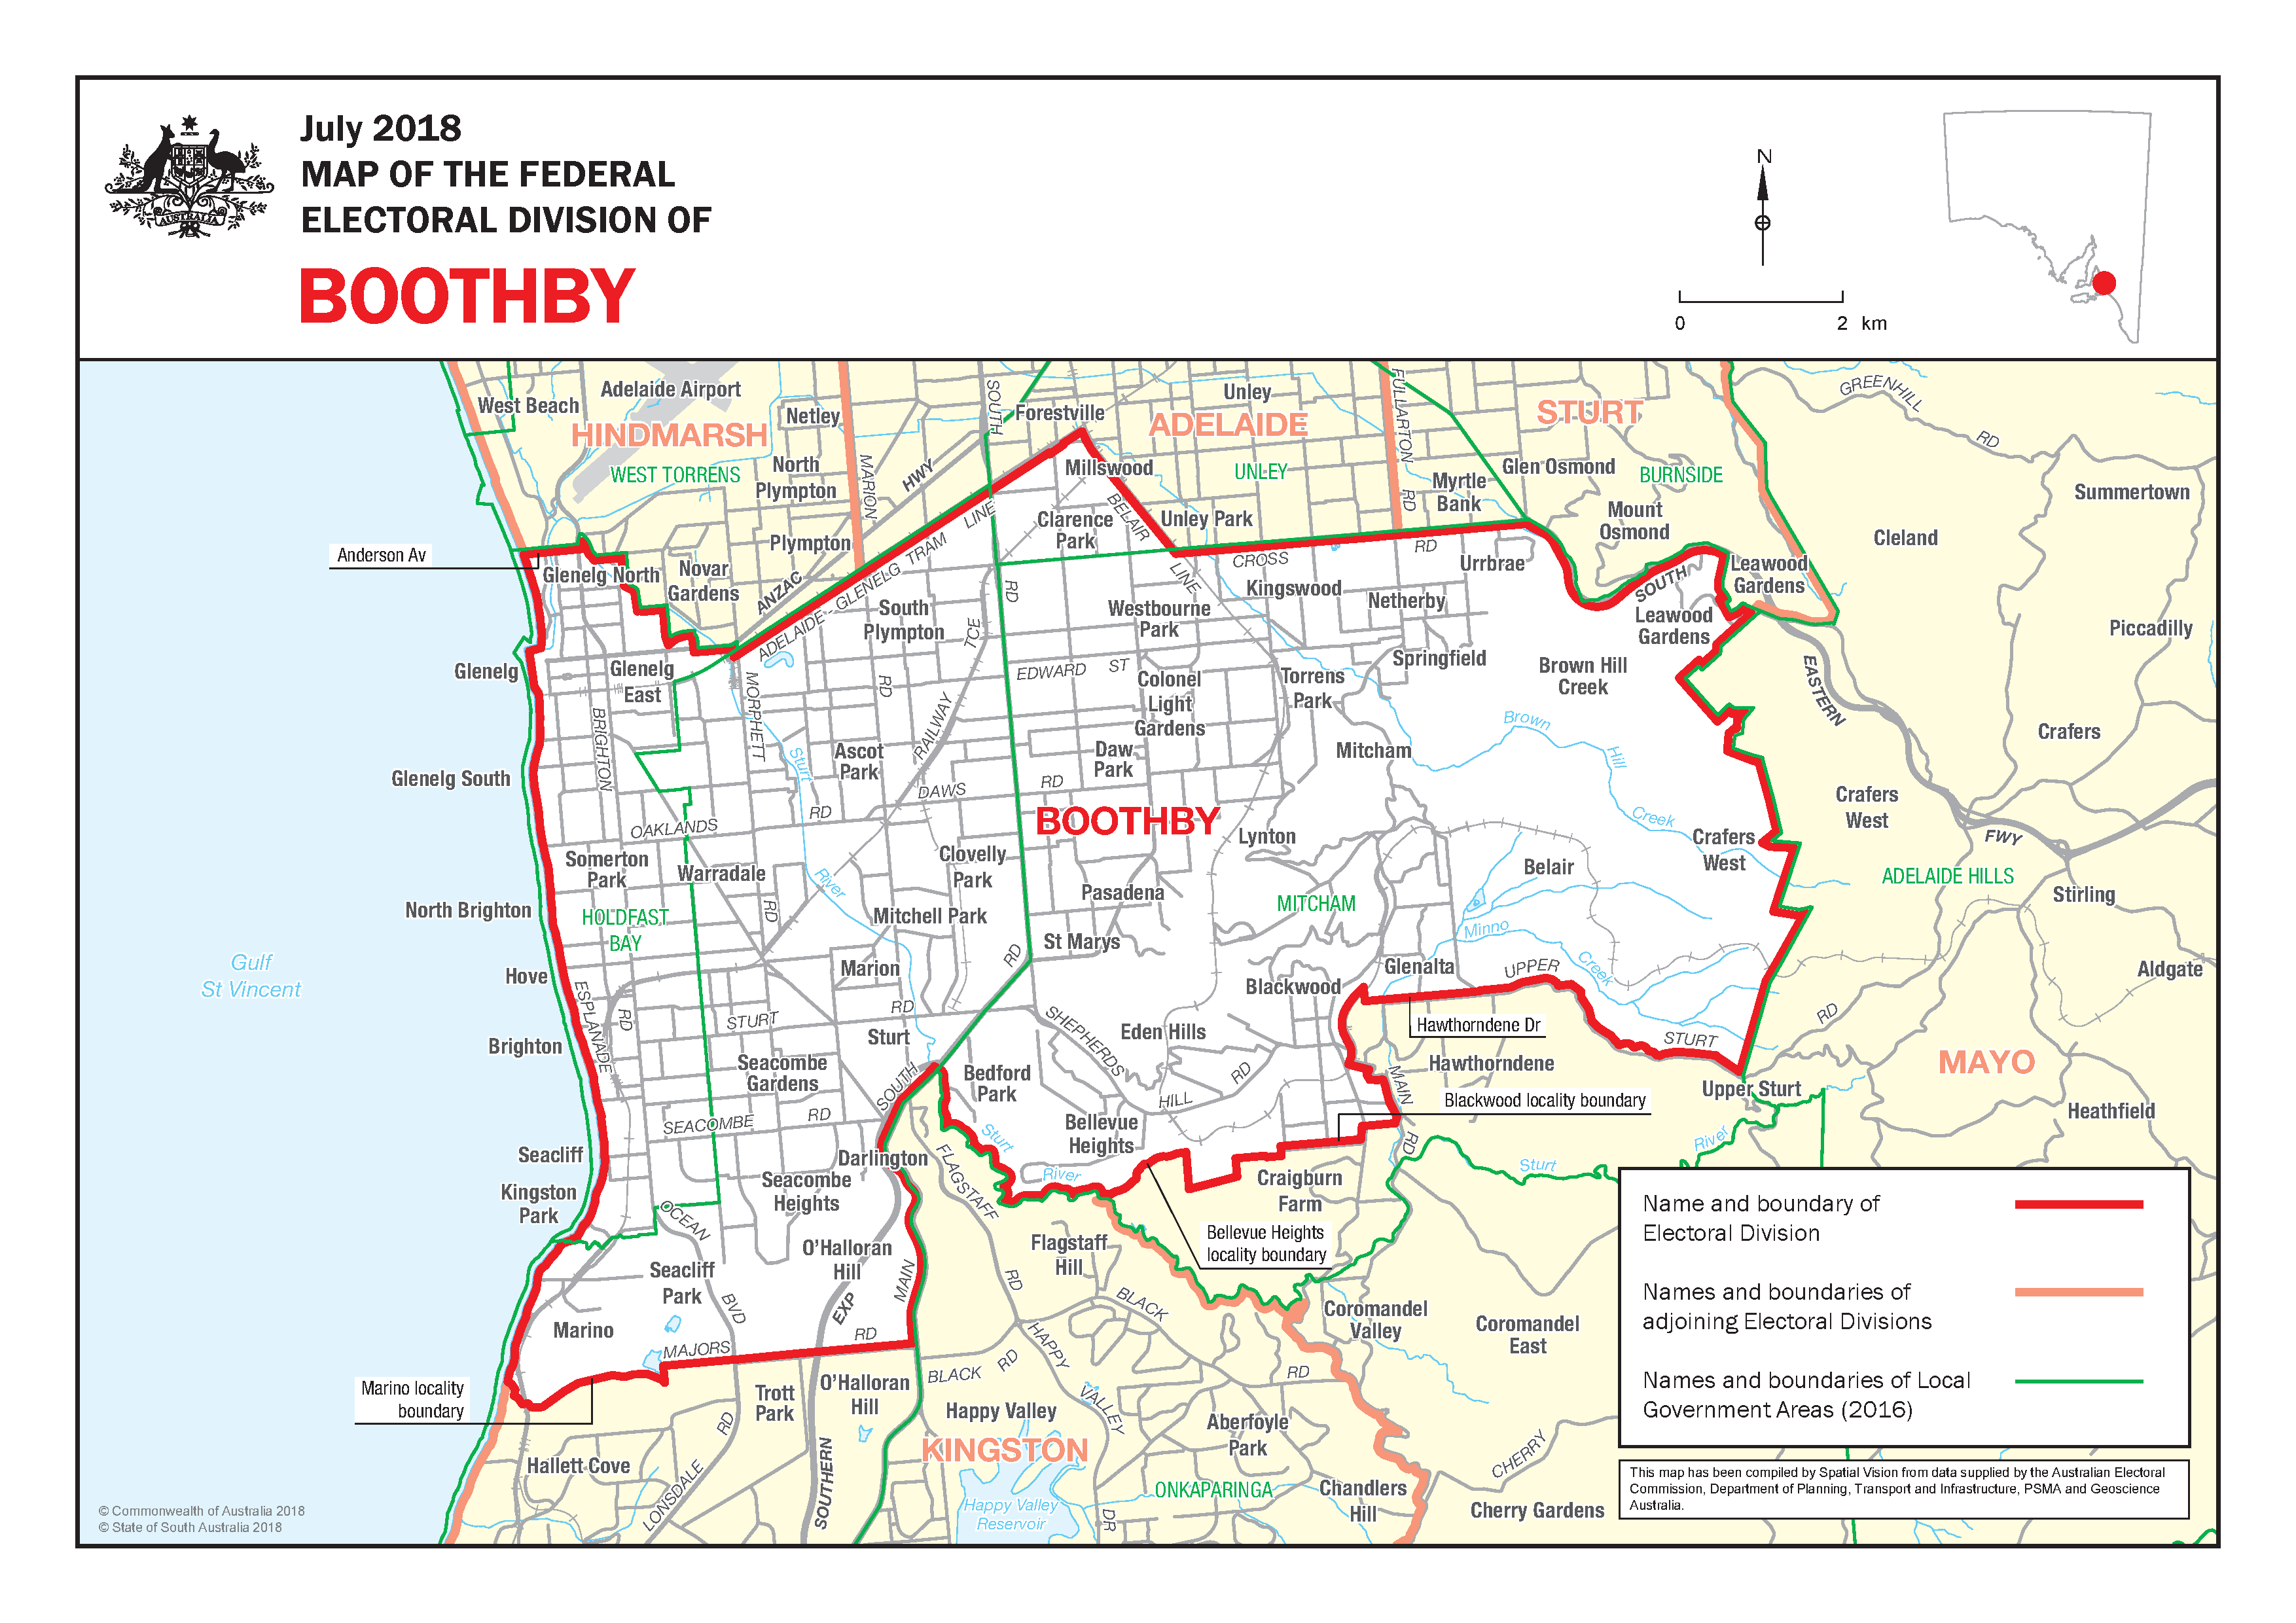 July 2018
MAP OF THE FEDERAL
ELECTORAL DIVISION OF
BOOTHBY
AUSTRALIA
N
0 2 km
Adelaide Airport
West Beach
HINDMARSH
WEST TORRENS
Netley
North
Plympton
MARION
HWY
SOUTH
Forestville
Unley
ADELAIDE
FULLARTON
STURT
GREENHILL
RD
Millswood
UNLEY
Myrtle
Bank
RD
Glen Osmond
BURNSIDE
Mount
Osmond
Summertown
Cleland
Anderson Av
Glenelg North
Novar
Gardens
Plympton
ANZAC
ADELAIDE - GLENELG TRAM LINE
Clarence
Park
BELAIR
LINE
Unley Park
CROSS
RD
Urrbrae
SOUTH
Leawood
Gardens
Leawood
Gardens
Piccadilly
South
Plympton
TCE
RD
Westbourne
Park
Kingswood
Netherby
Glenelg
Glenelg
East
MORPHETT
RD
EDWARD ST
Colonel
Light
Gardens
Torrens
Park
Springfield
Brown Hill
Creek
EASTERN
Crafers
BRIGHTON
Sturt
Ascot
Park
RAILWAY
Daw
Park
Mitcham
Brown
Hill
Creek
Glenelg South
OAKLANDS
RD
DAWS
RD
BOOTHBY
Lynton
Crafers
West
Crafers
West
FWY
Somerton
Park
Warradale
River
Clovelly
Park
Pasadena
Belair
ADELAIDE HILLS
Stirling
North Brighton
HOLDFAST
BAY
RD
Mitchell Park
MITCHAM
St Marys
Minno
Creek
Gulf
St Vincent
Hove
Marion
RD
Glenalta
UPPER
Aldgate
ESPLANADE
RD
STURT
RD
Blackwood
Hawthorndene Dr
STURT
RD
Brighton
Sturt
SHEPHERDS
Eden Hills
Seacombe
Gardens
SOUTH
Bedford
Park
HILL
RD
Hawthorndene
MAYO
MAIN
Blackwood locality boundary
Upper Sturt
Heathfield
SEACOMBE
RD
Sturt
Bellevue
Heights
RD
River
Seacliff
Darlington
FLAGSTAFF
River
Sturt
Kingston
Park
Seacombe
Heights
Craigburn
Farm
OCEAN
Bellevue Heights
locality boundary
O'Halloran
Hill
MAIN
Flagstaff
Hill
RD
Seacliff
Park
BVD
EXP
BLACK
Coromandel
Valley
Coromandel
East
Marino
RD
MAJORS
HAPPY
Marino locality
boundary
BLACK
RD
RD
Trott
Park
O'Halloran
Hill
VALLEY
RD
Happy Valley
Aberfoyle
Park
KINGSTON
CHERRY
Hallett Cove
LONSDALE
SOUTHERN
ONKAPARINGA
Chandlers
Hill
Happy Valley
Reservoir
DR
Cherry Gardens
Name and boundary of
Electoral Division
Names and boundaries of
adjoining Electoral Divisions
Names and boundaries of Local
Government Areas (2016)
This map has been compiled by Spatial Vision from data supplied by the Australian Electoral
Commission, Department of Planning, Transport and Infrastructure, PSMA and Geoscience
Australia.
© Commonwealth of Australia 2018
© State of South Australia 2018